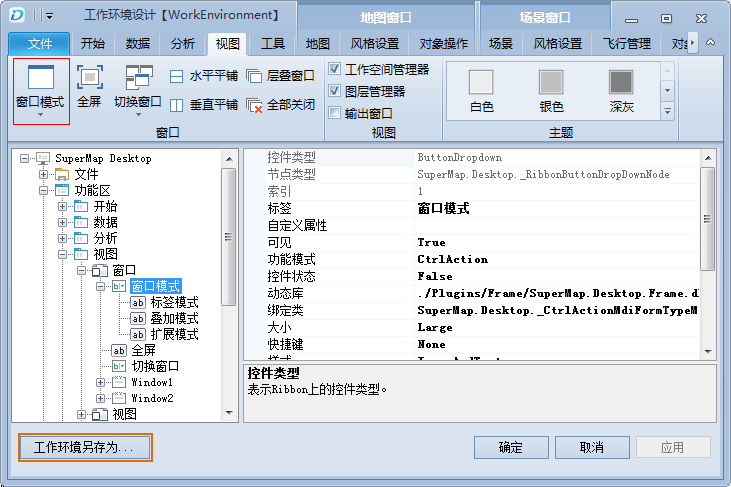 工作环境设计【WorkEnvironment】
地图窗口
场景窗口
文件 开始 数据 分析 视图 工具 地图 风格设置 对象操作 场景 风格设置 飞行管理
窗口模式
全屏
切换窗口
水平平铺
垂直平铺
层叠窗口
全部关闭
窗口
工作空间管理器
图层管理器
输出窗口
视图
白色
银色
深灰
主题
SuperMap Desktop
文件
功能区
开始
数据
分析
视图
窗口
窗口模式
标签模式
叠加模式
扩展模式
全屏
切换窗口
Window1
Window2
视图
控件类型 ButtonDropdown
节点类型 SuperMap.Desktop._RibbonButtonDropDownNode
索引 1
标签 窗口模式
自定义属性
可见 True
功能模式 CtrlAction
控件状态 False
动态库 ./Plugins/Frame/SuperMap.Desktop.Frame.d
绑定类 SuperMap.Desktop._CtrlActionMdiFormTypeM
大小 Large
快捷键 None
控件类型
表示Ribbon上的控件类型。
工作环境另存为...
确定
取消
应用